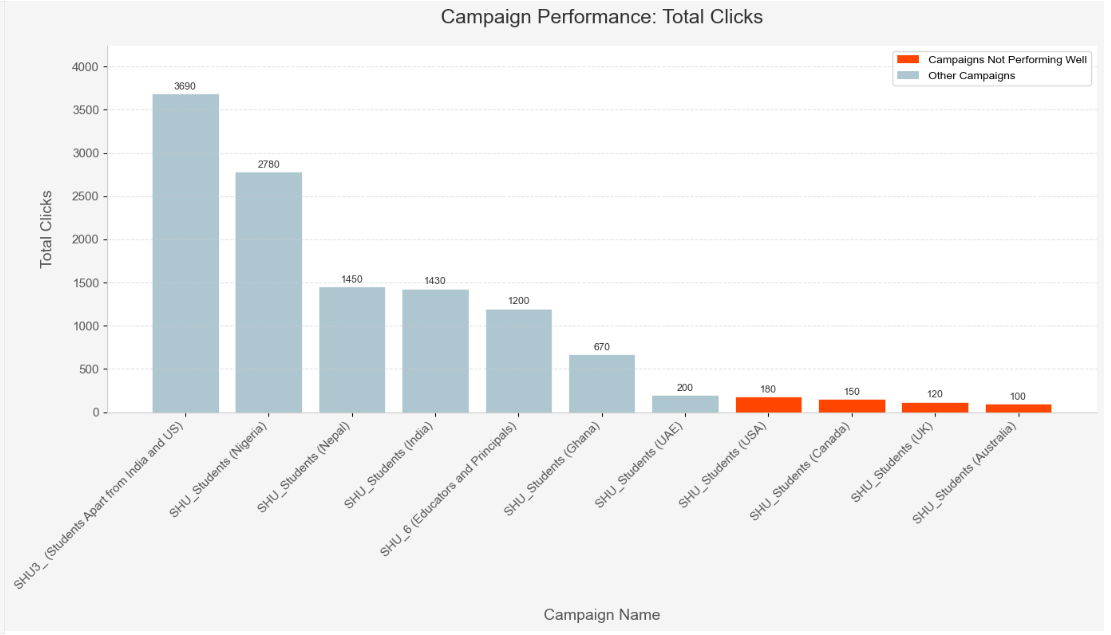 Campaign Performance: Total Clicks
Campaigns Not Performing Well
Other Campaigns
Total Clicks
4000
3500
3000
2500
2000
1500
1000
500
0
3690
2780
1450
1430
1200
670
200
180
150
120
100
SHU3_ (Students Apart from India and US)
SHU_Students (Nigeria)
SHU_Students (Nepal)
SHU_Students (India)
SHU_6 (Educators and Principals)
SHU_Students (Ghana)
SHU_Students (UAE)
SHU_Students (USA)
SHU_Students (Canada)
SHU_Students (UK)
SHU_Students (Australia)
Campaign Name